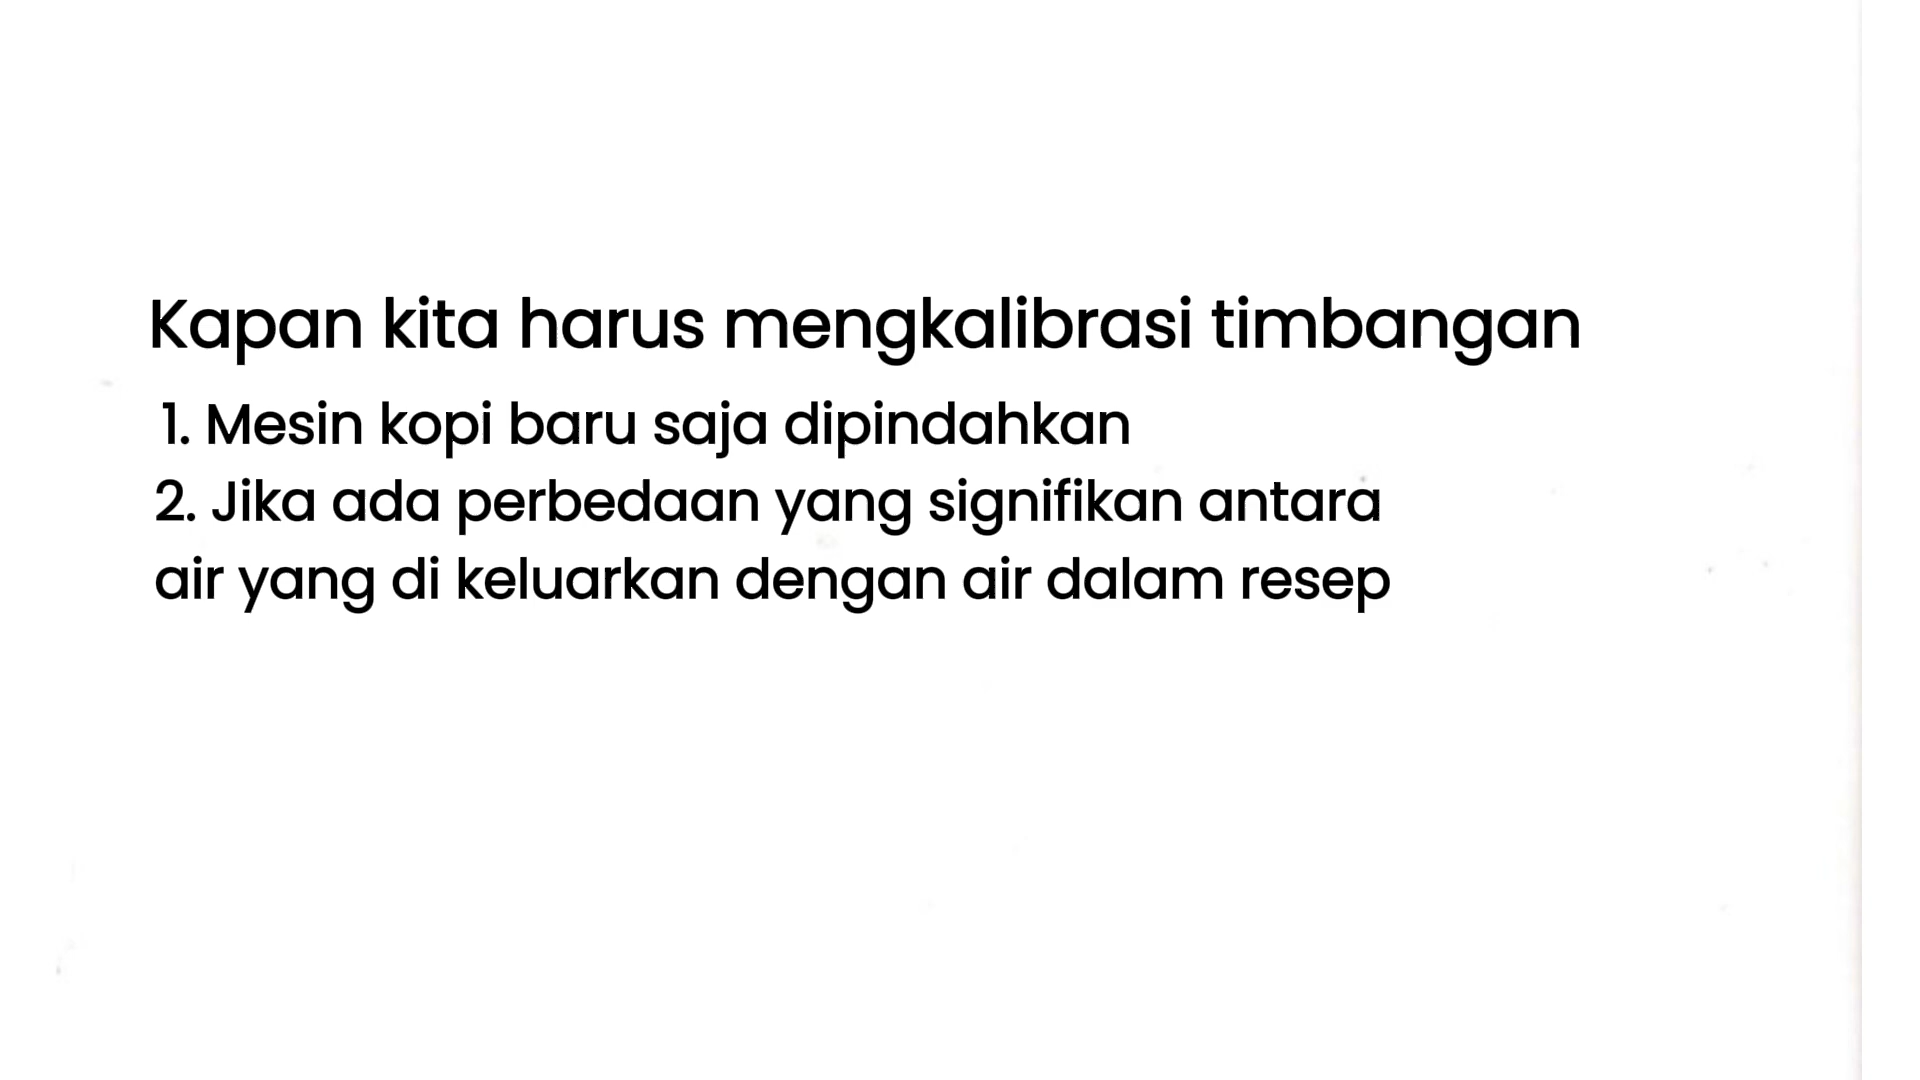 Kapan kita harus mengkalibrasi timbangan
1. Mesin kopi baru saja dipindahkan
2. Jika ada perbedaan yang signifikan antara
air yang di keluarkan dengan air dalam resep